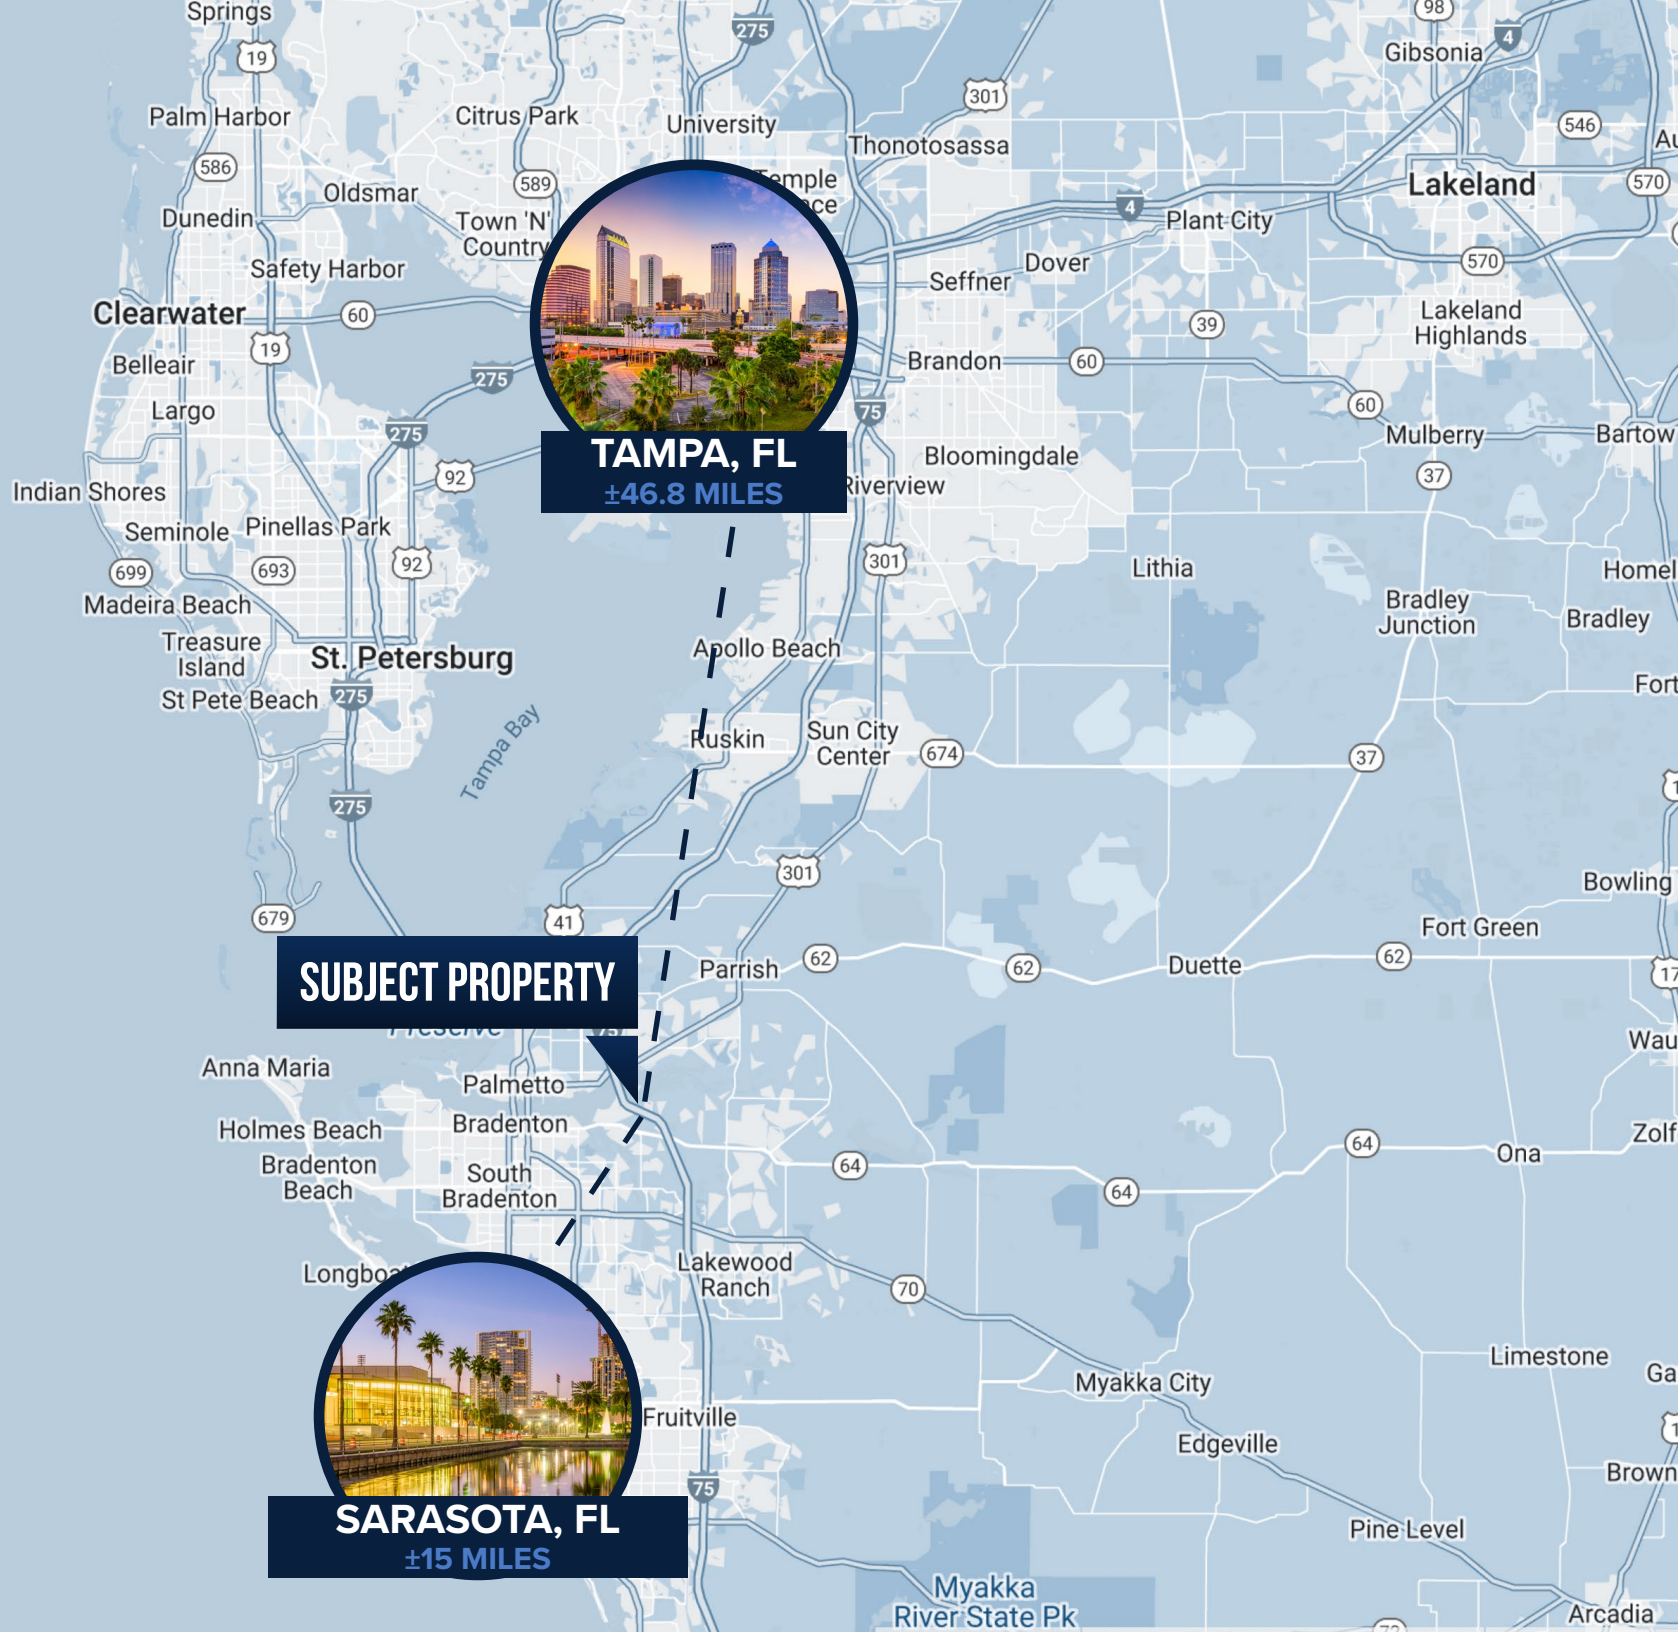 Springs
19
275
98
4
Gibsonia
Palm Harbor
Citrus Park
University
301
546
Thonotosassa
586
Oldsmar
589
Temple
Lakeland
570
Dunedin
Town 'N'
Country
4
Plant City
Safety Harbor
Seffner
Dover
570
Clearwater
60
19
39
Lakeland
Highlands
Belleair
275
Brandon
60
Largo
275
75
60
Mulberry
Bartow
92
TAMPA, FL
±46.8 MILES
Bloomingdale
37
Indian Shores
Riverview
Seminole
Pinellas Park
699
693
92
301
Lithia
Madeira Beach
Bradley
Junction
Bradley
Treasure
Island
St. Petersburg
Apollo Beach
St Pete Beach
275
Fort
Tampa Bay
Ruskin
Sun City
Center
674
37
275
301
Bowling
679
41
Fort Green
SUBJECT PROPERTY
Parrish
62
62
Duette
62
17
Preserve
75
Anna Maria
Palmetto
Holmes Beach
Bradenton
64
64
Ona
Bradenton
Beach
South
Bradenton
64
Lakewood
Ranch
70
Limestone
Myakka City
Fruitville
Edgeville
75
Brown
SARASOTA, FL
±15 MILES
Pine Level
Myakka
River State Pk
Arcadia